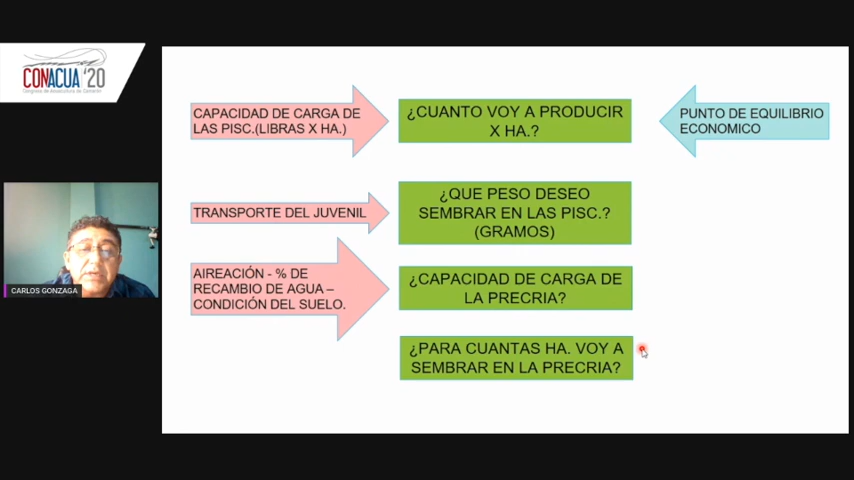 CONACUA '20
Congreso de Acuacultura de Camarón
CAPACIDAD DE CARGA DE
LAS PISC.(LIBRAS X HA.)
¿CUANTO VOY A PRODUCIR
X HA.?
PUNTO DE EQUILIBRIO
ECONOMICO
TRANSPORTE DEL JUVENIL
¿QUE PESO DESEO
SEMBRAR EN LAS PISC.?
(GRAMOS)
AIREACIÓN - % DE
RECAMBIO DE AGUA –
CONDICIÓN DEL SUELO.
¿CAPACIDAD DE CARGA DE
LA PRECRIA?
¿PARA CUANTAS HA. VOY A
SEMBRAR EN LA PRECRIA?
CARLOS GONZAGA